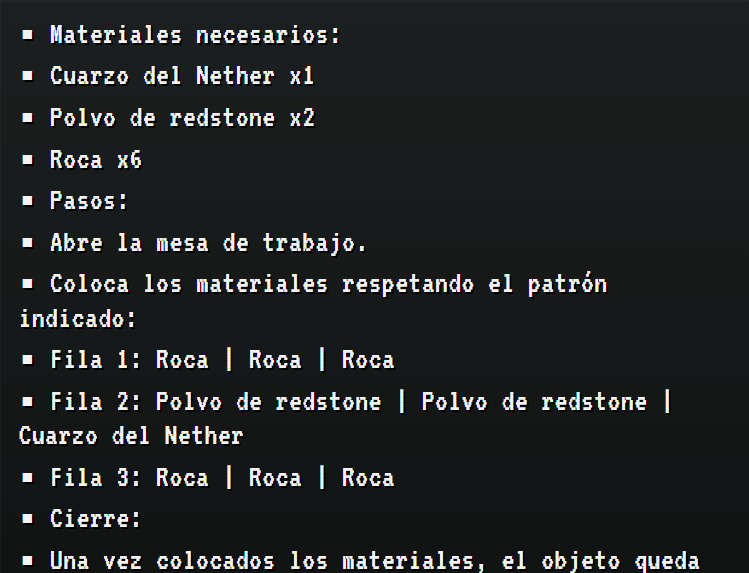 ▪ Materiales necesarios:
▪ Cuarzo del Nether x1
▪ Polvo de redstone x2
▪ Roca x6
▪ Pasos:
▪ Abre la mesa de trabajo.
▪ Coloca los materiales respetando el patrón
indicado:
▪ Fila 1: Roca | Roca | Roca
▪ Fila 2: Polvo de redstone | Polvo de redstone |
Cuarzo del Nether
▪ Fila 3: Roca | Roca | Roca
▪ Cierre:
▪ Una vez colocados los materiales, el objeto queda